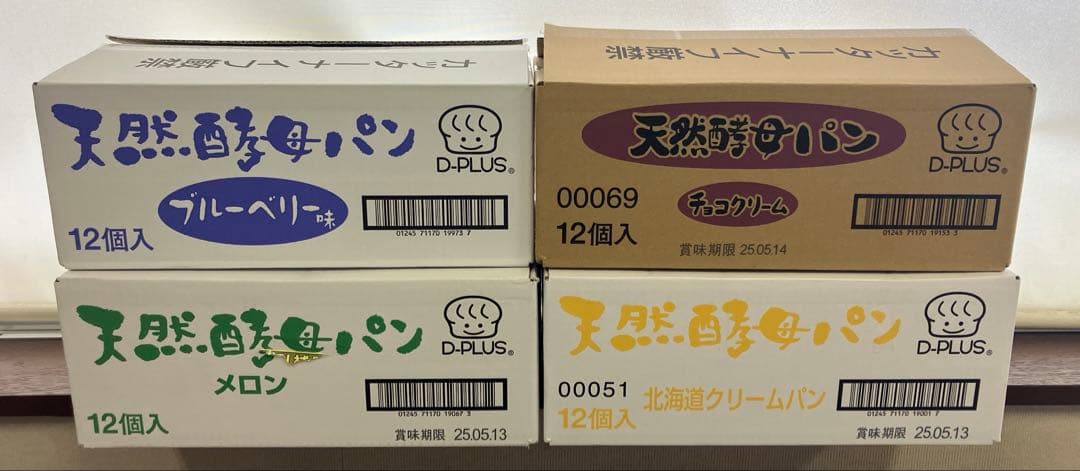 カッターナイフ厳禁
天然酵母パン
D-PLUS®
ブルーベリー味
12個入
01245 71170 19973 7
カッターナイフ厳禁
天然酵母パン
D-PLUS®
00069
チョコクリーム
12個入
01245 71170 19153 3
賞味期限 25.05.14
天然酵母パン
D-PLUS®
メロン
12個入
01245 71170 19067 3
賞味期限 25.05.13
天然酵母パン
D-PLUS®
00051
北海道クリームパン
12個入
01245 71170 19001 7
賞味期限 25.05.13